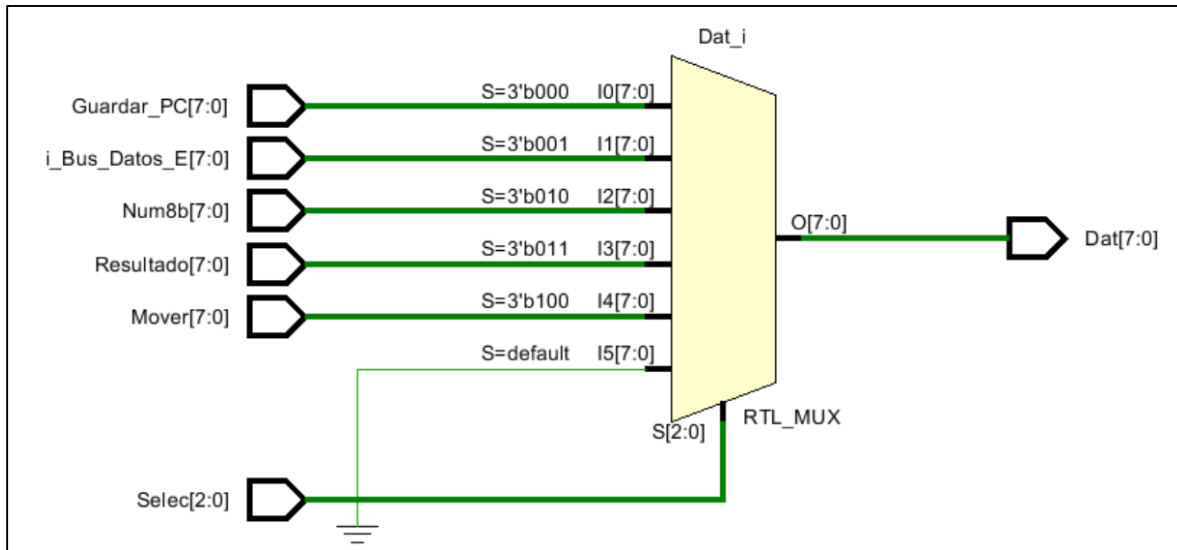 Dat_i
Guardar_PC[7:0] S=3'b000 I0[7:0]
i_Bus_Datos_E[7:0] S=3'b001 I1[7:0]
Num8b[7:0] S=3'b010 I2[7:0]
O[7:0] Dat[7:0]
Resultado[7:0] S=3'b011 I3[7:0]
Mover[7:0] S=3'b100 I4[7:0]
S=default I5[7:0]
S[2:0] RTL_MUX
Selec[2:0]